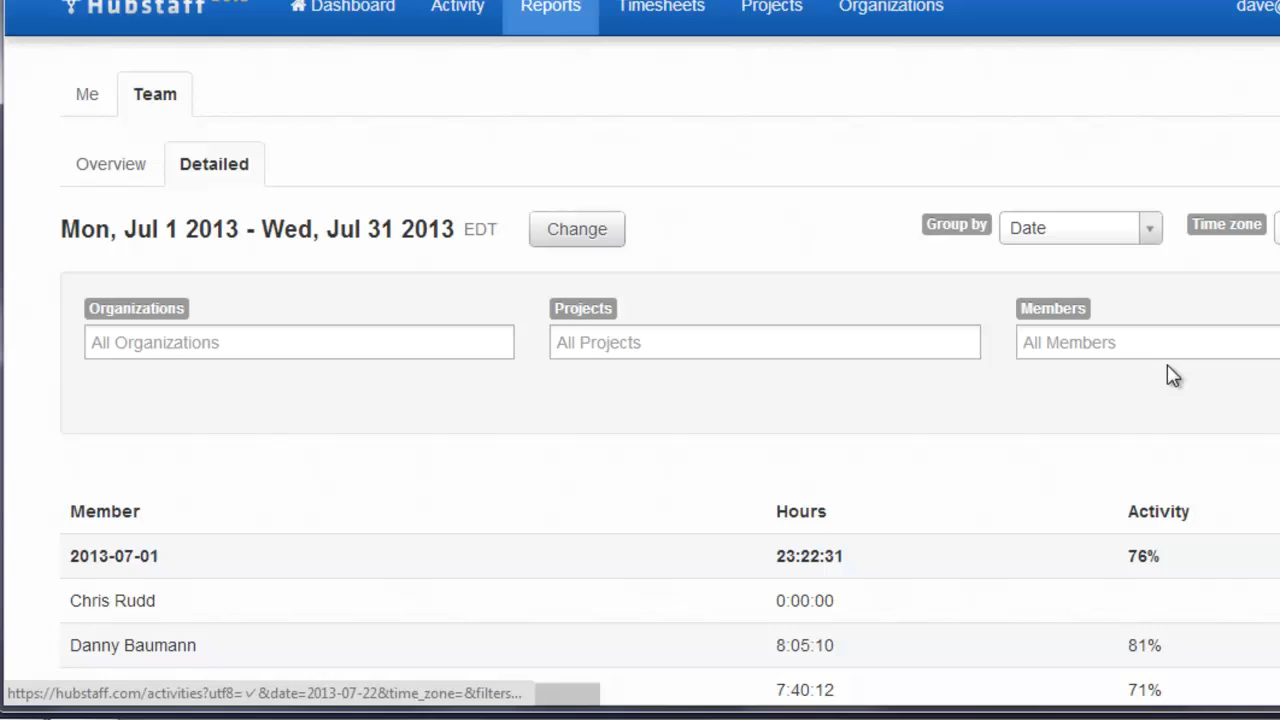 Hubstaff
Dashboard Activity Reports Timesheets Projects Organizations dave@
Me Team
Overview Detailed
Mon, Jul 1 2013 - Wed, Jul 31 2013 EDT Change Group by Date Time zone
Organizations Projects Members
All Organizations All Projects All Members
Member Hours Activity
2013-07-01 23:22:31 76%
Chris Rudd 0:00:00
Danny Baumann 8:05:10 81%
7:40:12 71%
https://hubstaff.com/activities?utf8=✓&date=2013-07-22&time_zone=&filters...